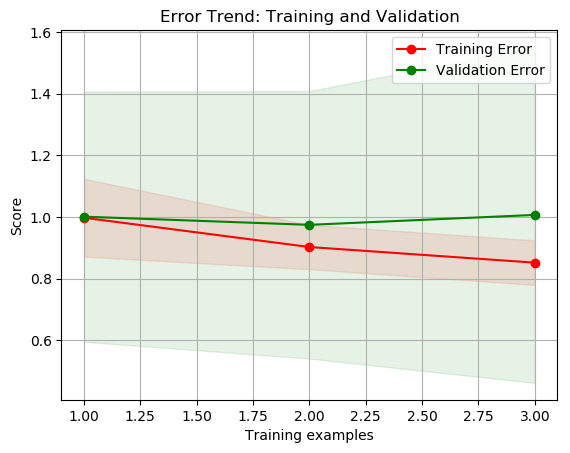 Error Trend: Training and Validation
1.6
1.4
1.2
1.0
0.8
0.6
Score
Training Error
Validation Error
1.00 1.25 1.50 1.75 2.00 2.25 2.50 2.75 3.00
Training examples